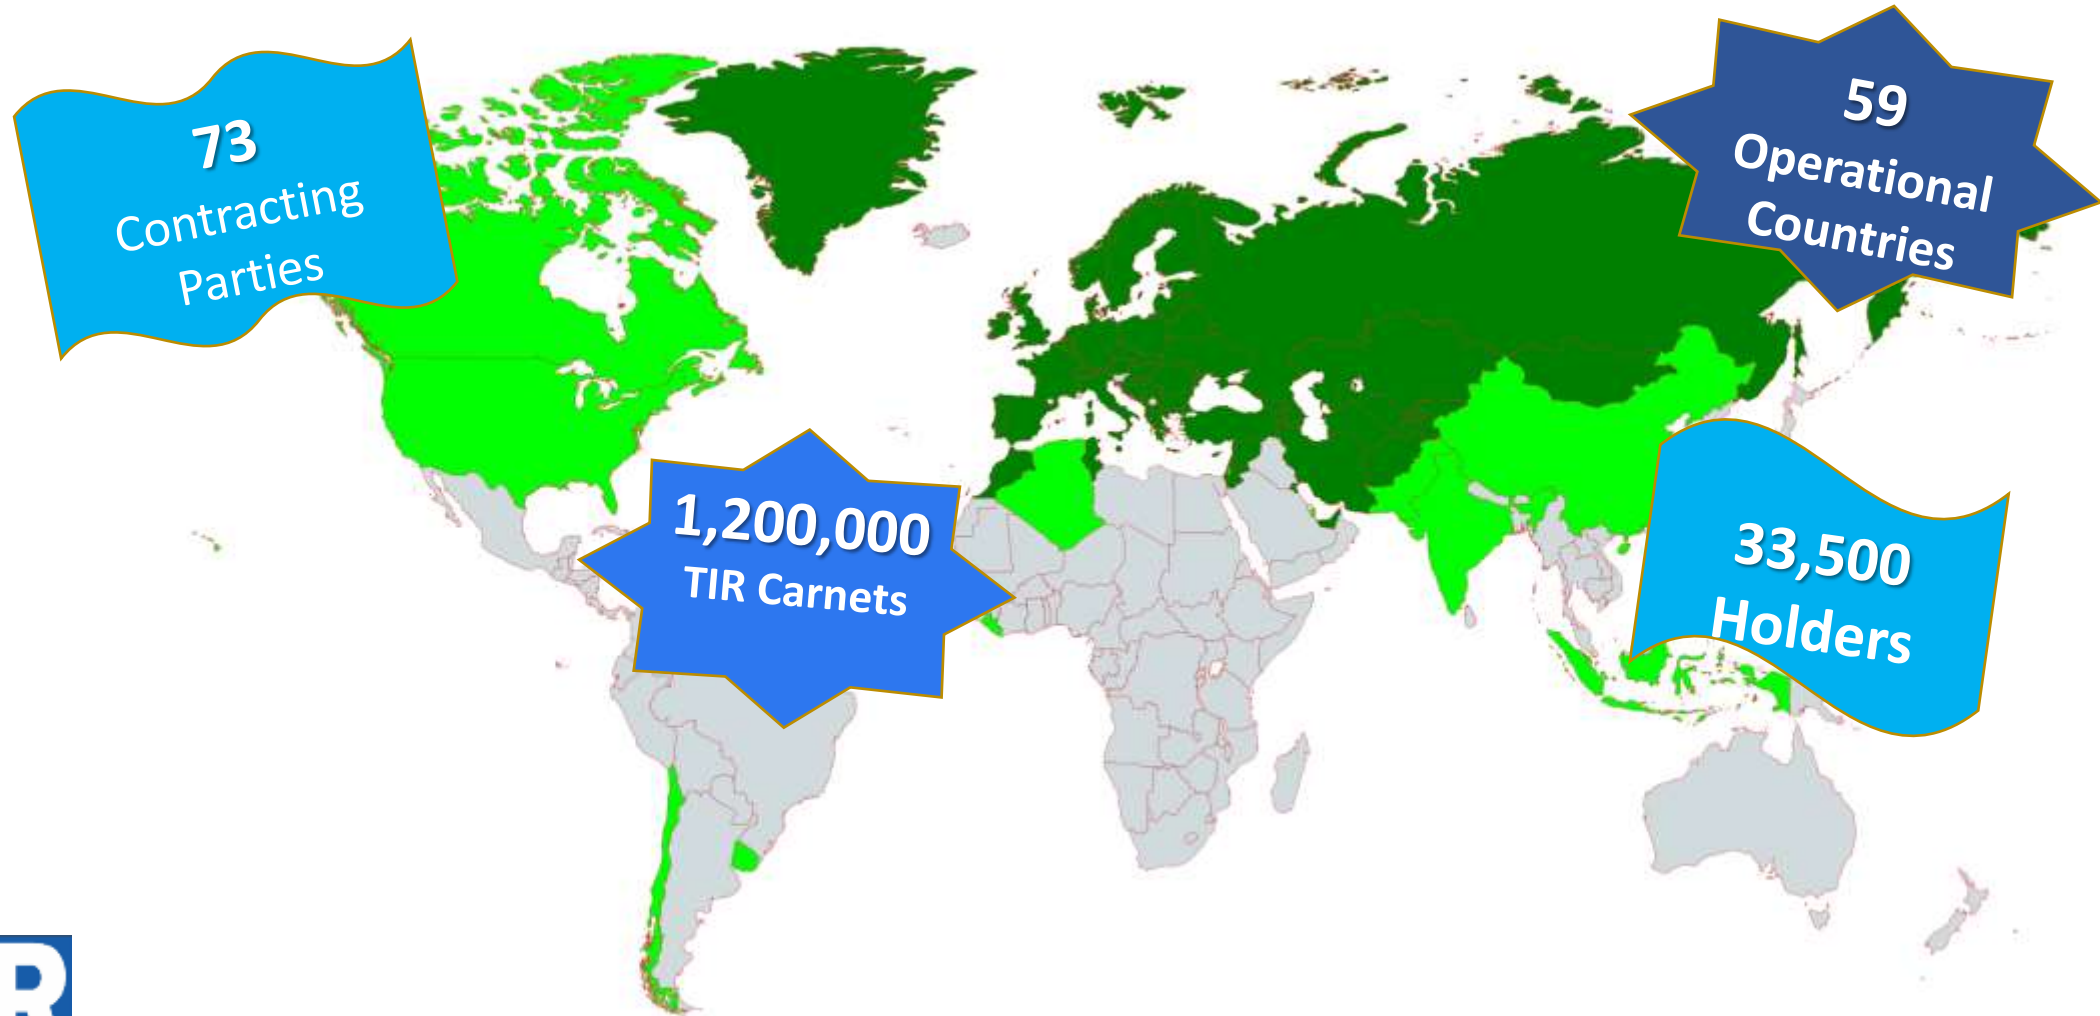 73
Contracting
Parties
59
Operational
Countries
1,200,000
TIR Carnets
33,500
Holders
R